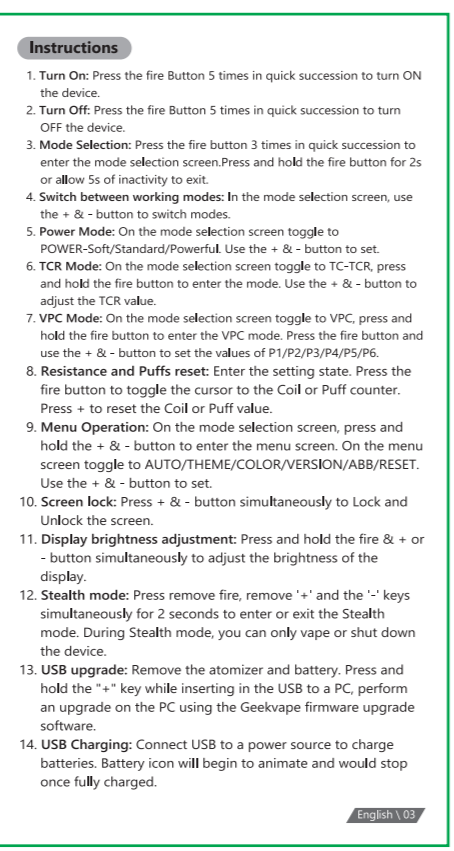 Instructions
1. Turn On: Press the fire Button 5 times in quick succession to turn ON
the device.
2. Turn Off: Press the fire Button 5 times in quick succession to turn
OFF the device.
3. Mode Selection: Press the fire button 3 times in quick succession to
enter the mode selection screen.Press and hold the fire button for 2s
or allow 5s of inactivity to exit.
4. Switch between working modes: In the mode selection screen, use
the + & - button to switch modes.
5. Power Mode: On the mode selection screen toggle to
POWER-Soft/Standard/Powerful. Use the + & - button to set.
6. TCR Mode: On the mode selection screen toggle to TC-TCR, press
and hold the fire button to enter the mode. Use the + & - button to
adjust the TCR value.
7. VPC Mode: On the mode selection screen toggle to VPC, press and
hold the fire button to enter the VPC mode. Press the fire button and
use the + & - button to set the values of P1/P2/P3/P4/P5/P6.
8. Resistance and Puffs reset: Enter the setting state. Press the
fire button to toggle the cursor to the Coil or Puff counter.
Press + to reset the Coil or Puff value.
9. Menu Operation: On the mode selection screen, press and
hold the + & - button to enter the menu screen. On the menu
screen toggle to AUTO/THEME/COLOR/VERSION/ABB/RESET.
Use the + & - button to set.
10. Screen lock: Press + & - button simultaneously to Lock and
Unlock the screen.
11. Display brightness adjustment: Press and hold the fire & + or
- button simultaneously to adjust the brightness of the
display.
12. Stealth mode: Press remove fire, remove '+' and the '-' keys
simultaneously for 2 seconds to enter or exit the Stealth
mode. During Stealth mode, you can only vape or shut down
the device.
13. USB upgrade: Remove the atomizer and battery. Press and
hold the "+" key while inserting in the USB to a PC, perform
an upgrade on the PC using the Geekvape firmware upgrade
software.
14. USB Charging: Connect USB to a power source to charge
batteries. Battery icon will begin to animate and would stop
once fully charged.
English \ 03